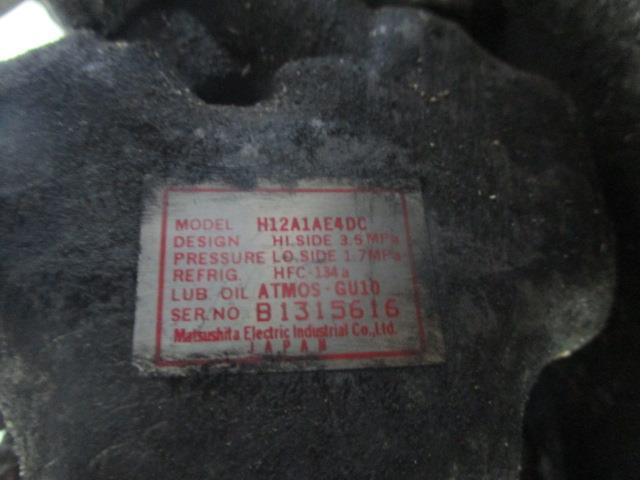 MODEL H12A1AE4DC
DESIGN HI.SIDE 3.5MPa
PRESSURE LO.SIDE 1.7MPa
REFRIG. HFC-134a
LUB. OIL ATMOS-GU10
SER.NO B1315616
Matsushita Electric Industrial Co.,Ltd.
JAPAN